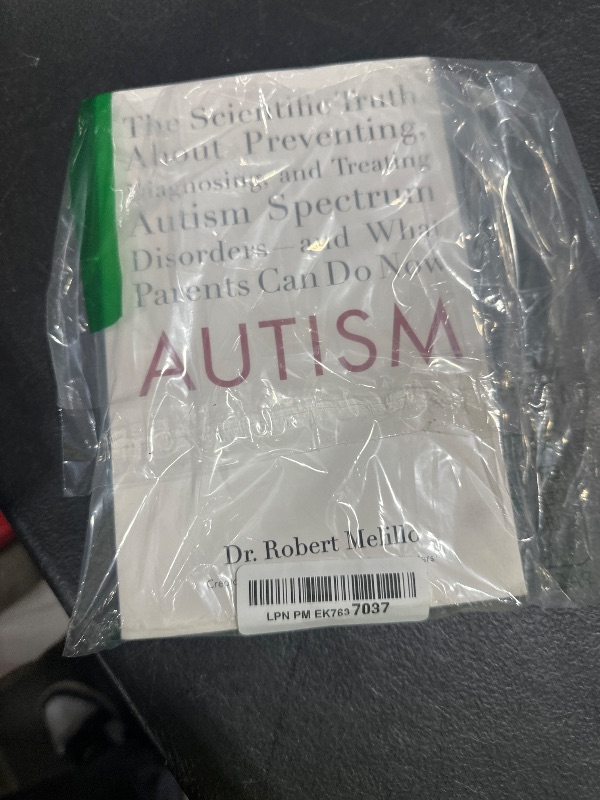 The Scientific Truth
About Preventing,
Diagnosing, and Treating
Autism Spectrum
Disorders—and What
Parents Can Do Now
AUTISM
Dr. Robert Melillo
LPN PM EK763 7037